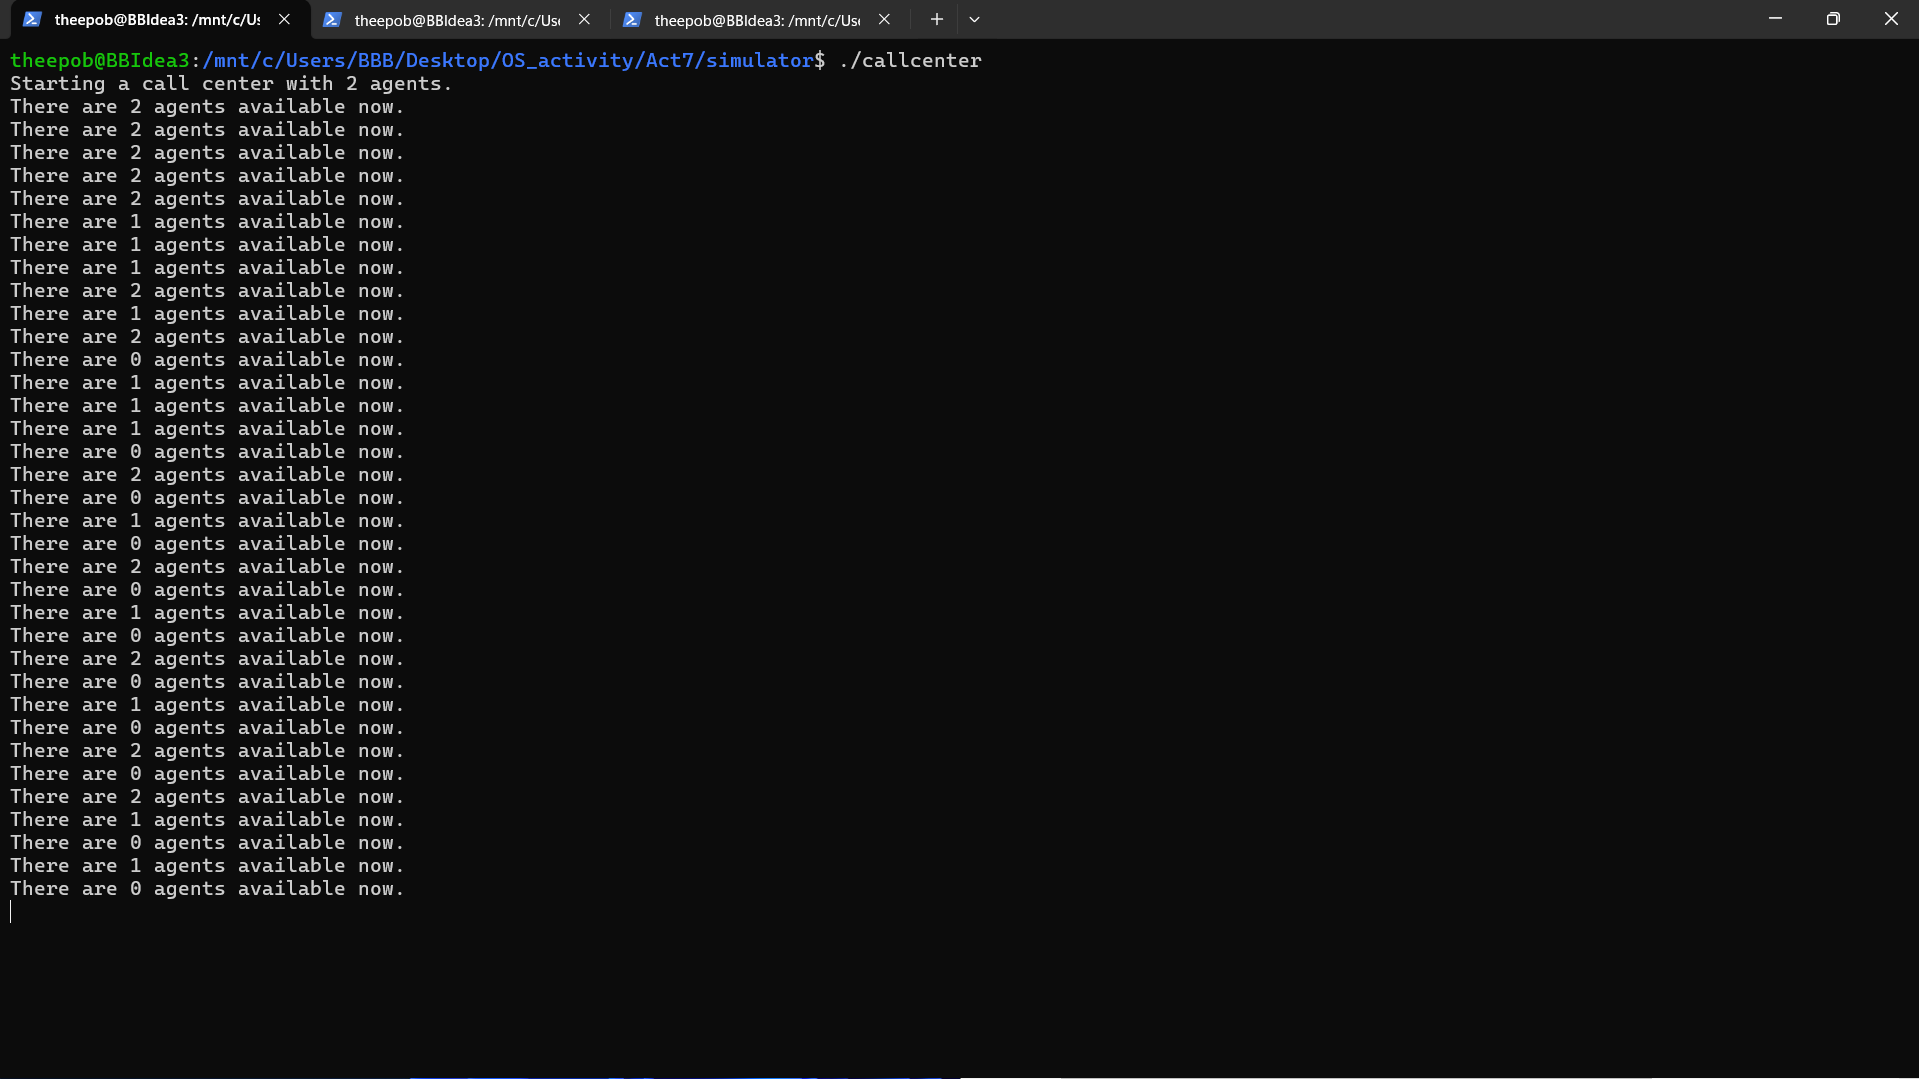 theepob@BBIdea3: /mnt/c/Us
theepob@BBIdea3: /mnt/c/Use
theepob@BBIdea3: /mnt/c/Use
theepob@BBIdea3:/mnt/c/Users/BBB/Desktop/OS_activity/Act7/simulator$ ./callcenter
Starting a call center with 2 agents.
There are 2 agents available now.
There are 2 agents available now.
There are 2 agents available now.
There are 2 agents available now.
There are 2 agents available now.
There are 1 agents available now.
There are 1 agents available now.
There are 1 agents available now.
There are 2 agents available now.
There are 1 agents available now.
There are 2 agents available now.
There are 0 agents available now.
There are 1 agents available now.
There are 1 agents available now.
There are 1 agents available now.
There are 0 agents available now.
There are 2 agents available now.
There are 0 agents available now.
There are 1 agents available now.
There are 0 agents available now.
There are 2 agents available now.
There are 0 agents available now.
There are 1 agents available now.
There are 0 agents available now.
There are 2 agents available now.
There are 0 agents available now.
There are 1 agents available now.
There are 0 agents available now.
There are 2 agents available now.
There are 0 agents available now.
There are 2 agents available now.
There are 1 agents available now.
There are 0 agents available now.
There are 1 agents available now.
There are 0 agents available now.